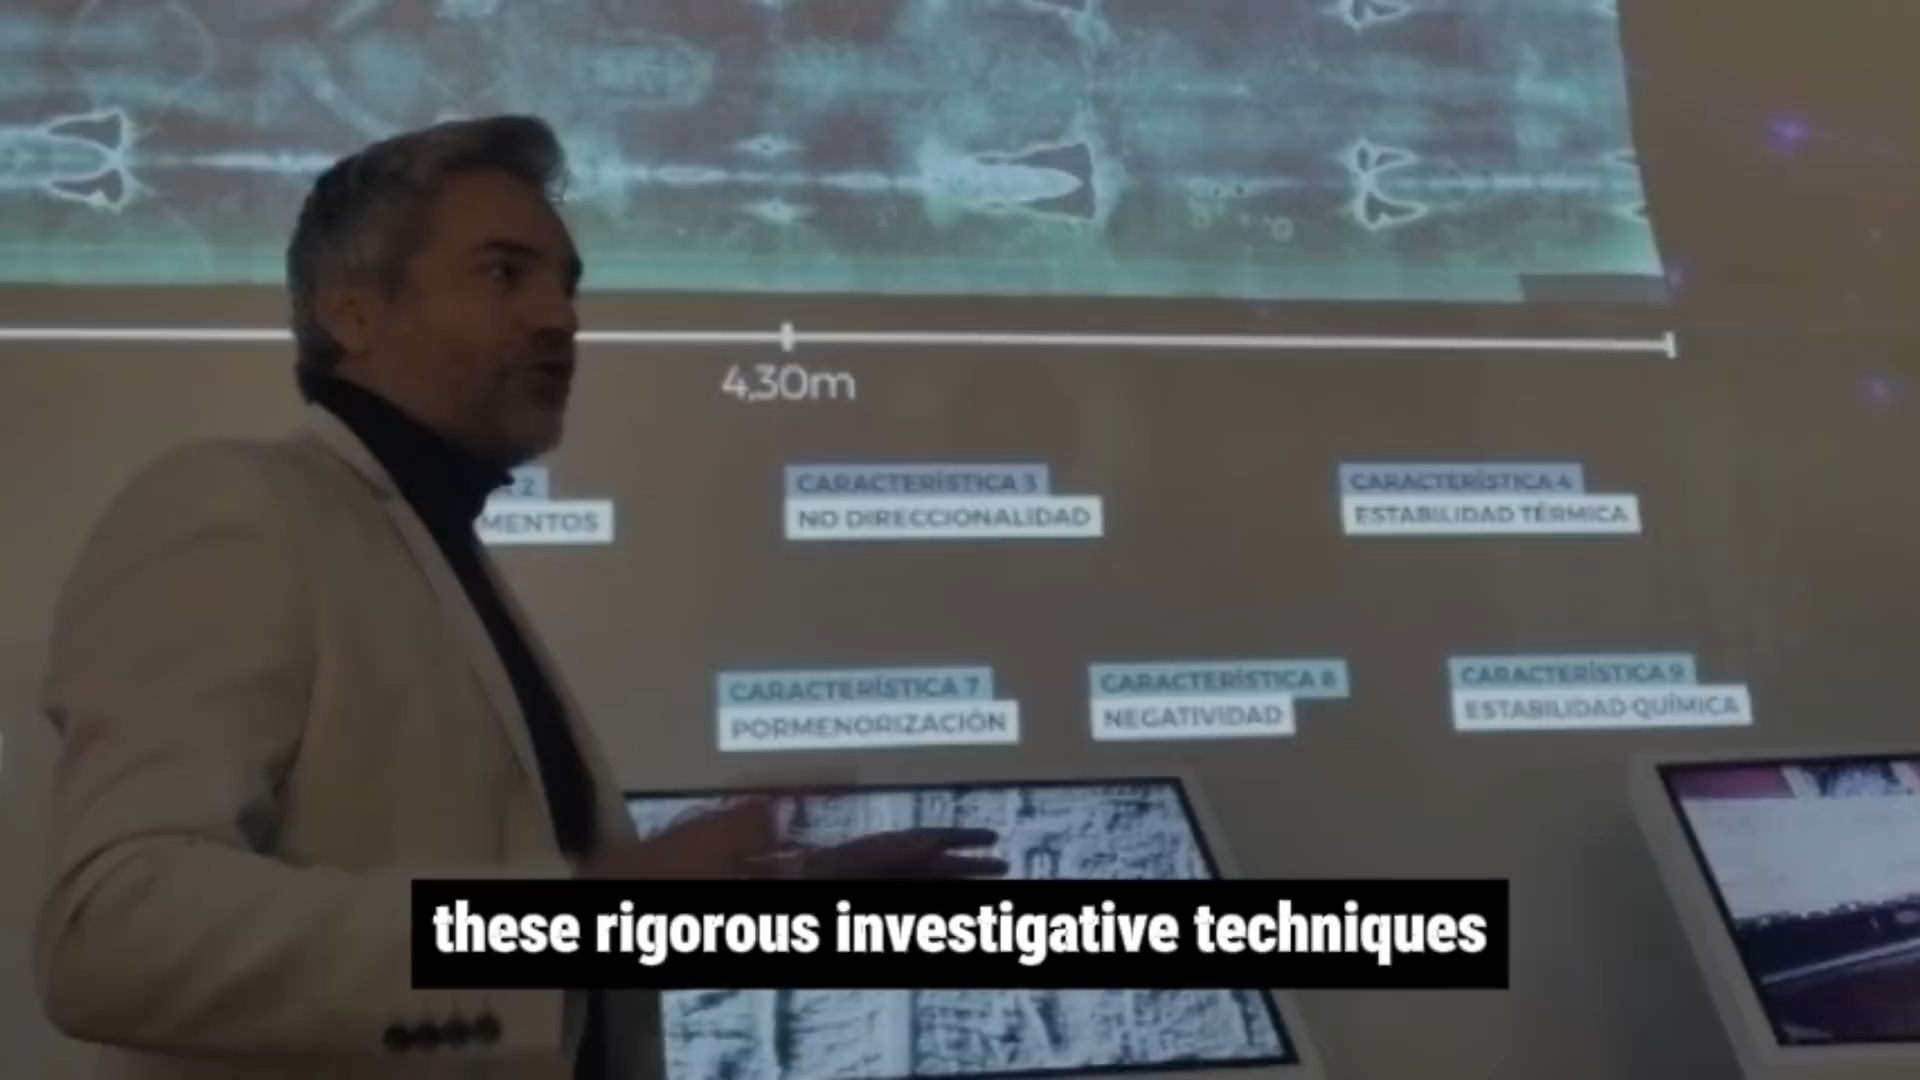 4,30m
2
MENTOS
CARACTERÍSTICA 3
NO DIRECCIONALIDAD
CARACTERÍSTICA 4
ESTABILIDAD TÉRMICA
CARACTERÍSTICA 7
PORMENORIZACIÓN
CARACTERÍSTICA 8
NEGATIVIDAD
CARACTERÍSTICA 9
ESTABILIDAD QUÍMICA
these rigorous investigative techniques